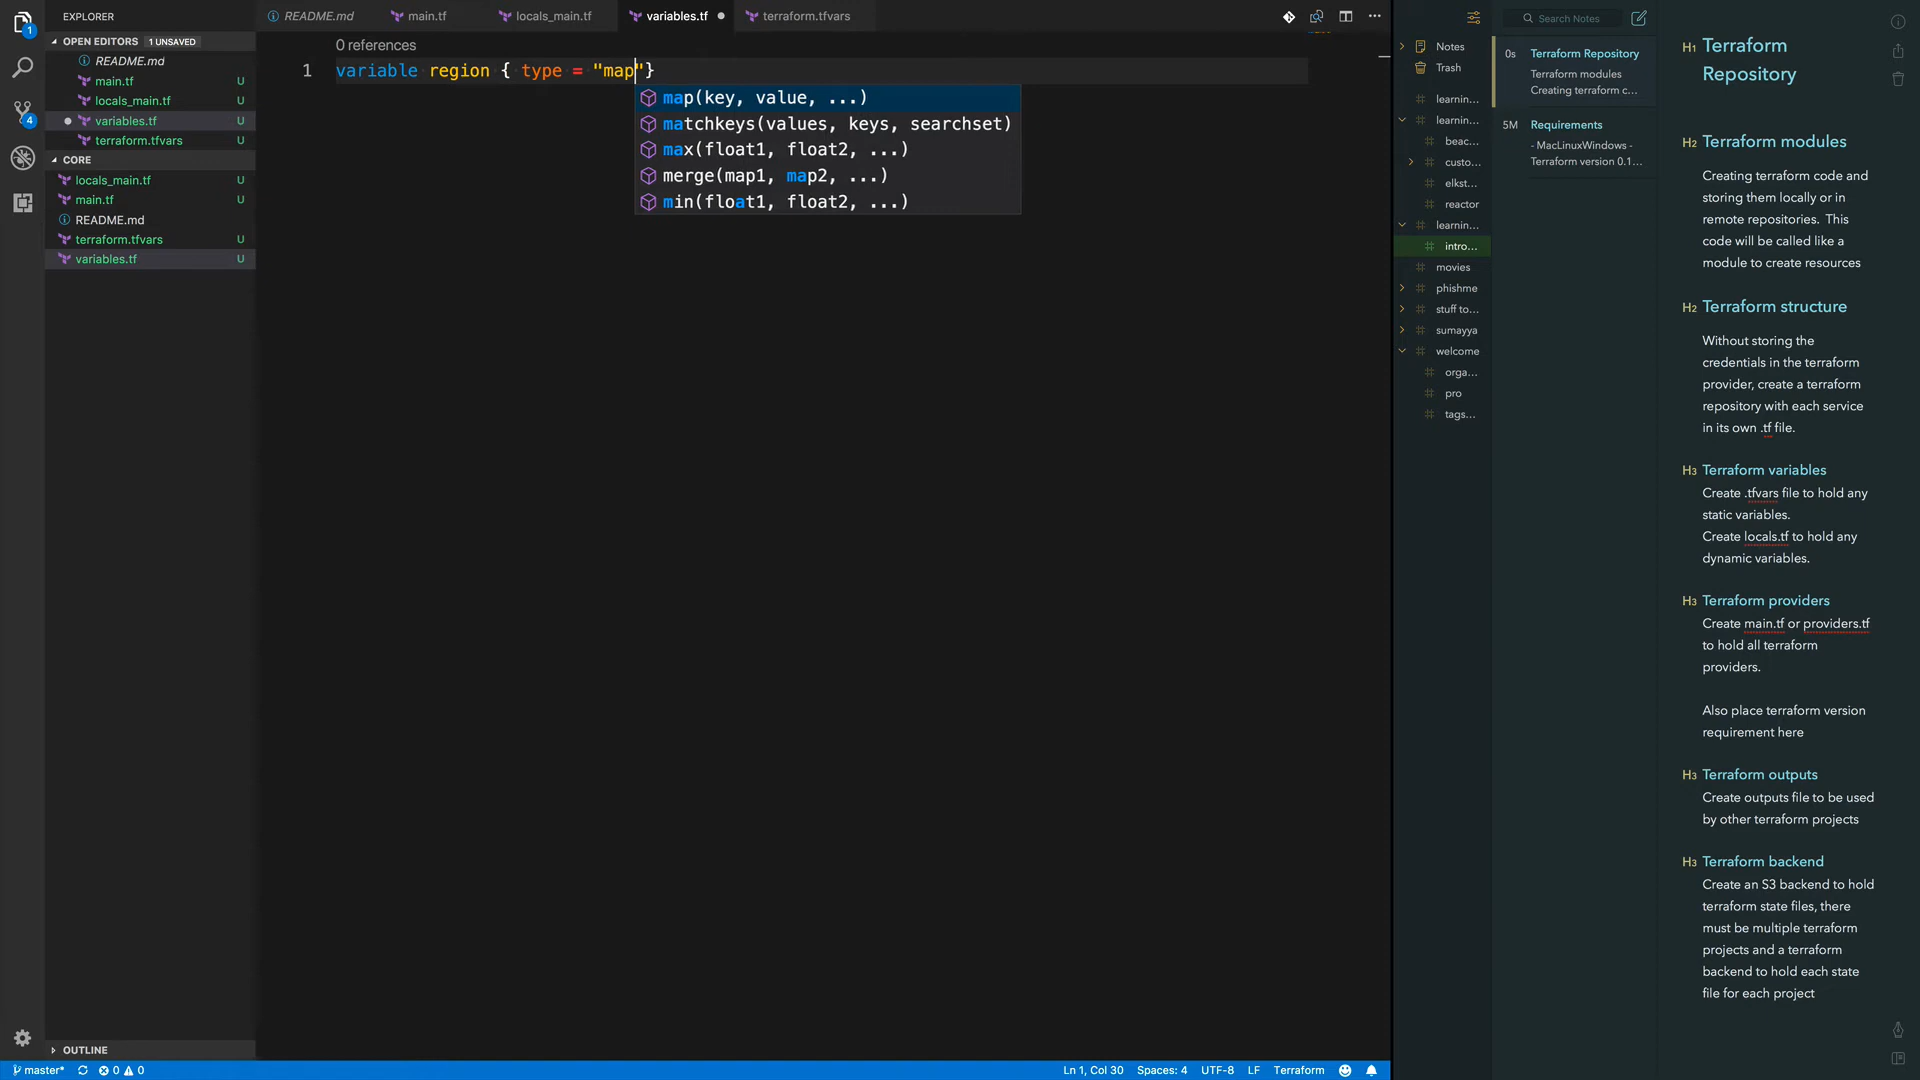 EXPLORER
OPEN EDITORS 1 UNSAVED
README.md
main.tf
U
locals_main.tf
U
variables.tf
U
terraform.tfvars
U
CORE
locals_main.tf
U
main.tf
U
README.md
terraform.tfvars
U
variables.tf
U
OUTLINE
1
4
README.md
main.tf
locals_main.tf
variables.tf
terraform.tfvars
0 references
1 variable region { type = "map"}
map(key, value, ...)
matchkeys(values, keys, searchset)
max(float1, float2, ...)
merge(map1, map2, ...)
min(float1, float2, ...)
Notes
Trash
learnin...
learnin...
beac...
custo...
elkst...
reactor
learnin...
intro...
movies
phishme
stuff to...
sumayya
welcome
orga...
pro
tags...
Search Notes
0s Terraform Repository
Terraform modules
Creating terraform c...
5M Requirements
- MacLinuxWindows -
Terraform version 0.1...
H1 Terraform
Repository
H2 Terraform modules
Creating terraform code and
storing them locally or in
remote repositories. This
code will be called like a
module to create resources
H2 Terraform structure
Without storing the
credentials in the terraform
provider, create a terraform
repository with each service
in its own .tf file.
H3 Terraform variables
Create .tfvars file to hold any
static variables.
Create locals.tf to hold any
dynamic variables.
H3 Terraform providers
Create main.tf or providers.tf
to hold all terraform
providers.
Also place terraform version
requirement here
H3 Terraform outputs
Create outputs file to be used
by other terraform projects
H3 Terraform backend
Create an S3 backend to hold
terraform state files, there
must be multiple terraform
projects and a terraform
backend to hold each state
file for each project
master* 0 0
Ln 1, Col 30 Spaces: 4 UTF-8 LF Terraform